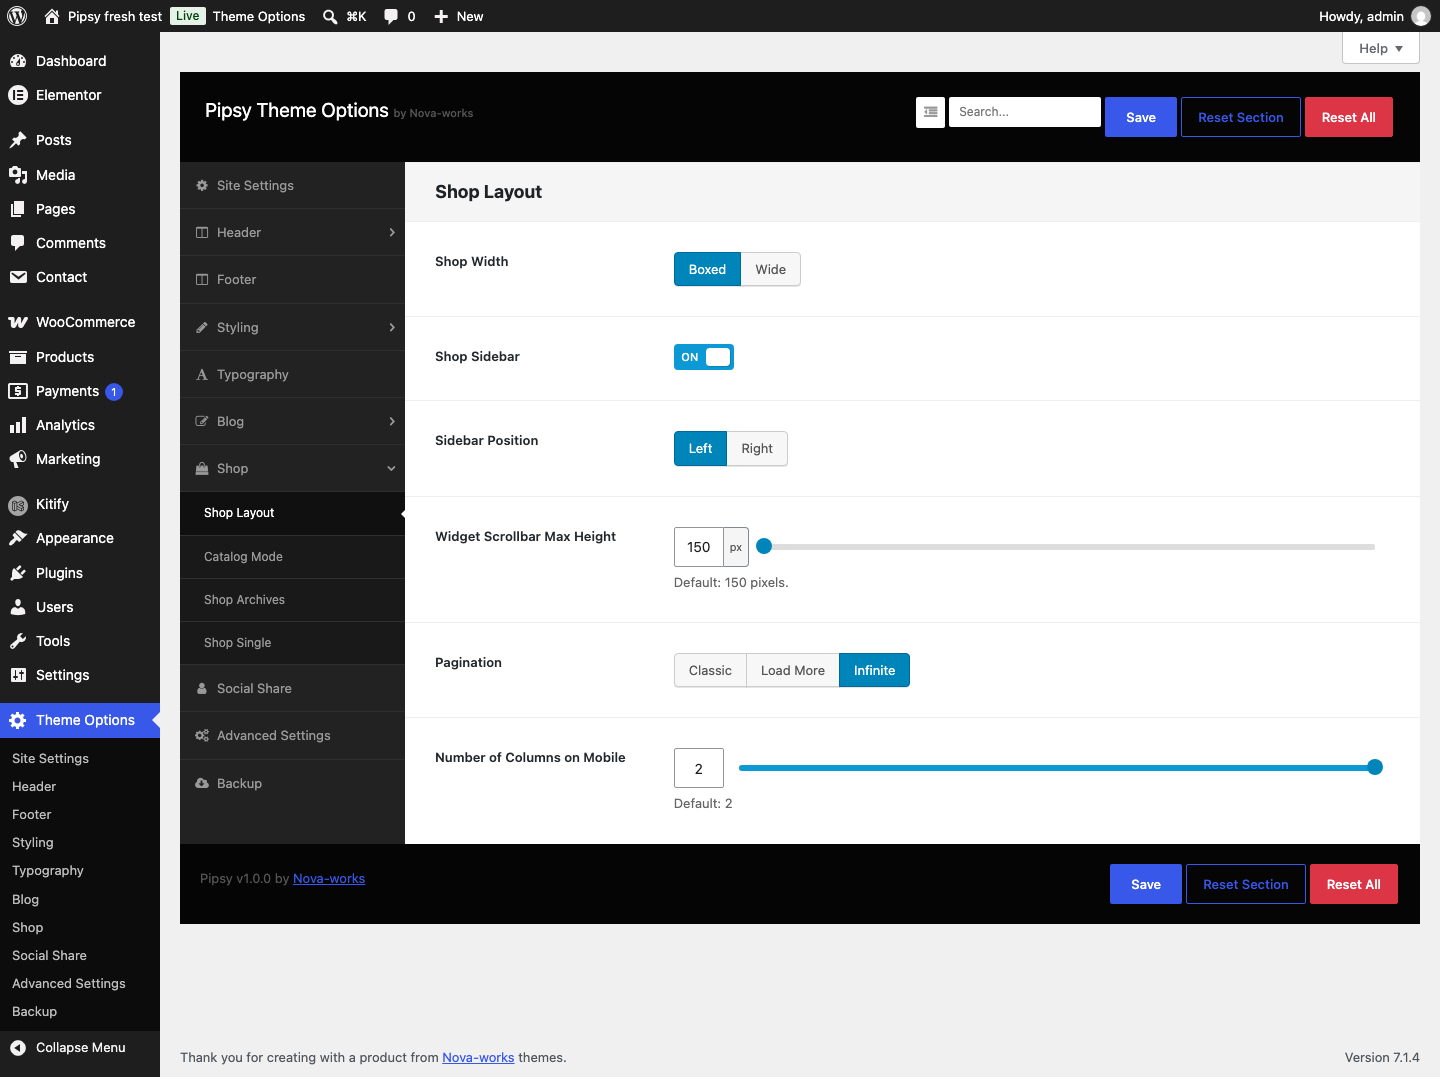 Pipsy fresh test Live Theme Options ⌘K 0 New Howdy, admin
Help
Dashboard
Elementor
Posts
Media
Pages
Comments
Contact
WooCommerce
Products
Payments 1
Analytics
Marketing
Kitify
Appearance
Plugins
Users
Tools
Settings
Theme Options
Site Settings
Header
Footer
Styling
Typography
Blog
Shop
Social Share
Advanced Settings
Backup
Collapse Menu
Pipsy Theme Options by Nova-works
Search... Save Reset Section Reset All
Site Settings
Header
Footer
Styling
Typography
Blog
Shop
Shop Layout
Catalog Mode
Shop Archives
Shop Single
Social Share
Advanced Settings
Backup
Shop Layout
Shop Width Boxed Wide
Shop Sidebar ON
Sidebar Position Left Right
Widget Scrollbar Max Height 150 px
Default: 150 pixels.
Pagination Classic Load More Infinite
Number of Columns on Mobile 2
Default: 2
Pipsy v1.0.0 by Nova-works Save Reset Section Reset All
Thank you for creating with a product from Nova-works themes. Version 7.1.4